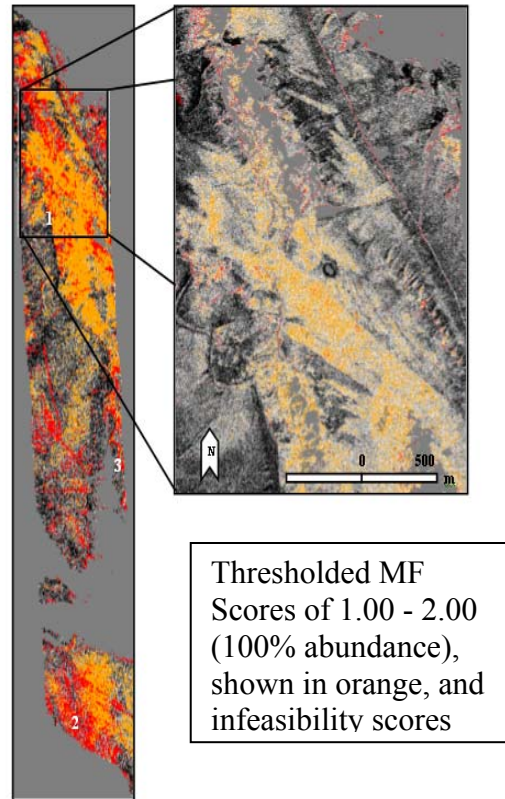 1
3
2
N
0 500
m
Thresholded MF
Scores of 1.00 - 2.00
(100% abundance),
shown in orange, and
infeasibility scores